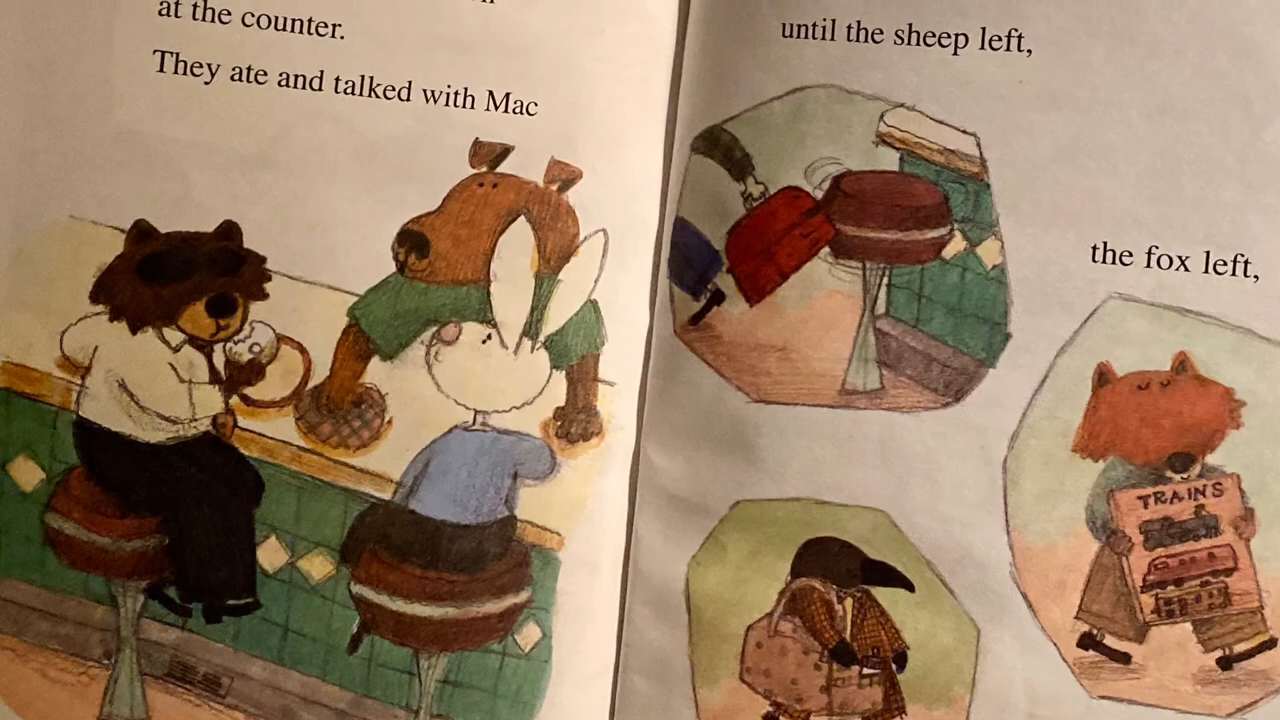 at the counter.
They ate and talked with Mac
until the sheep left,
the fox left,
TRAINS